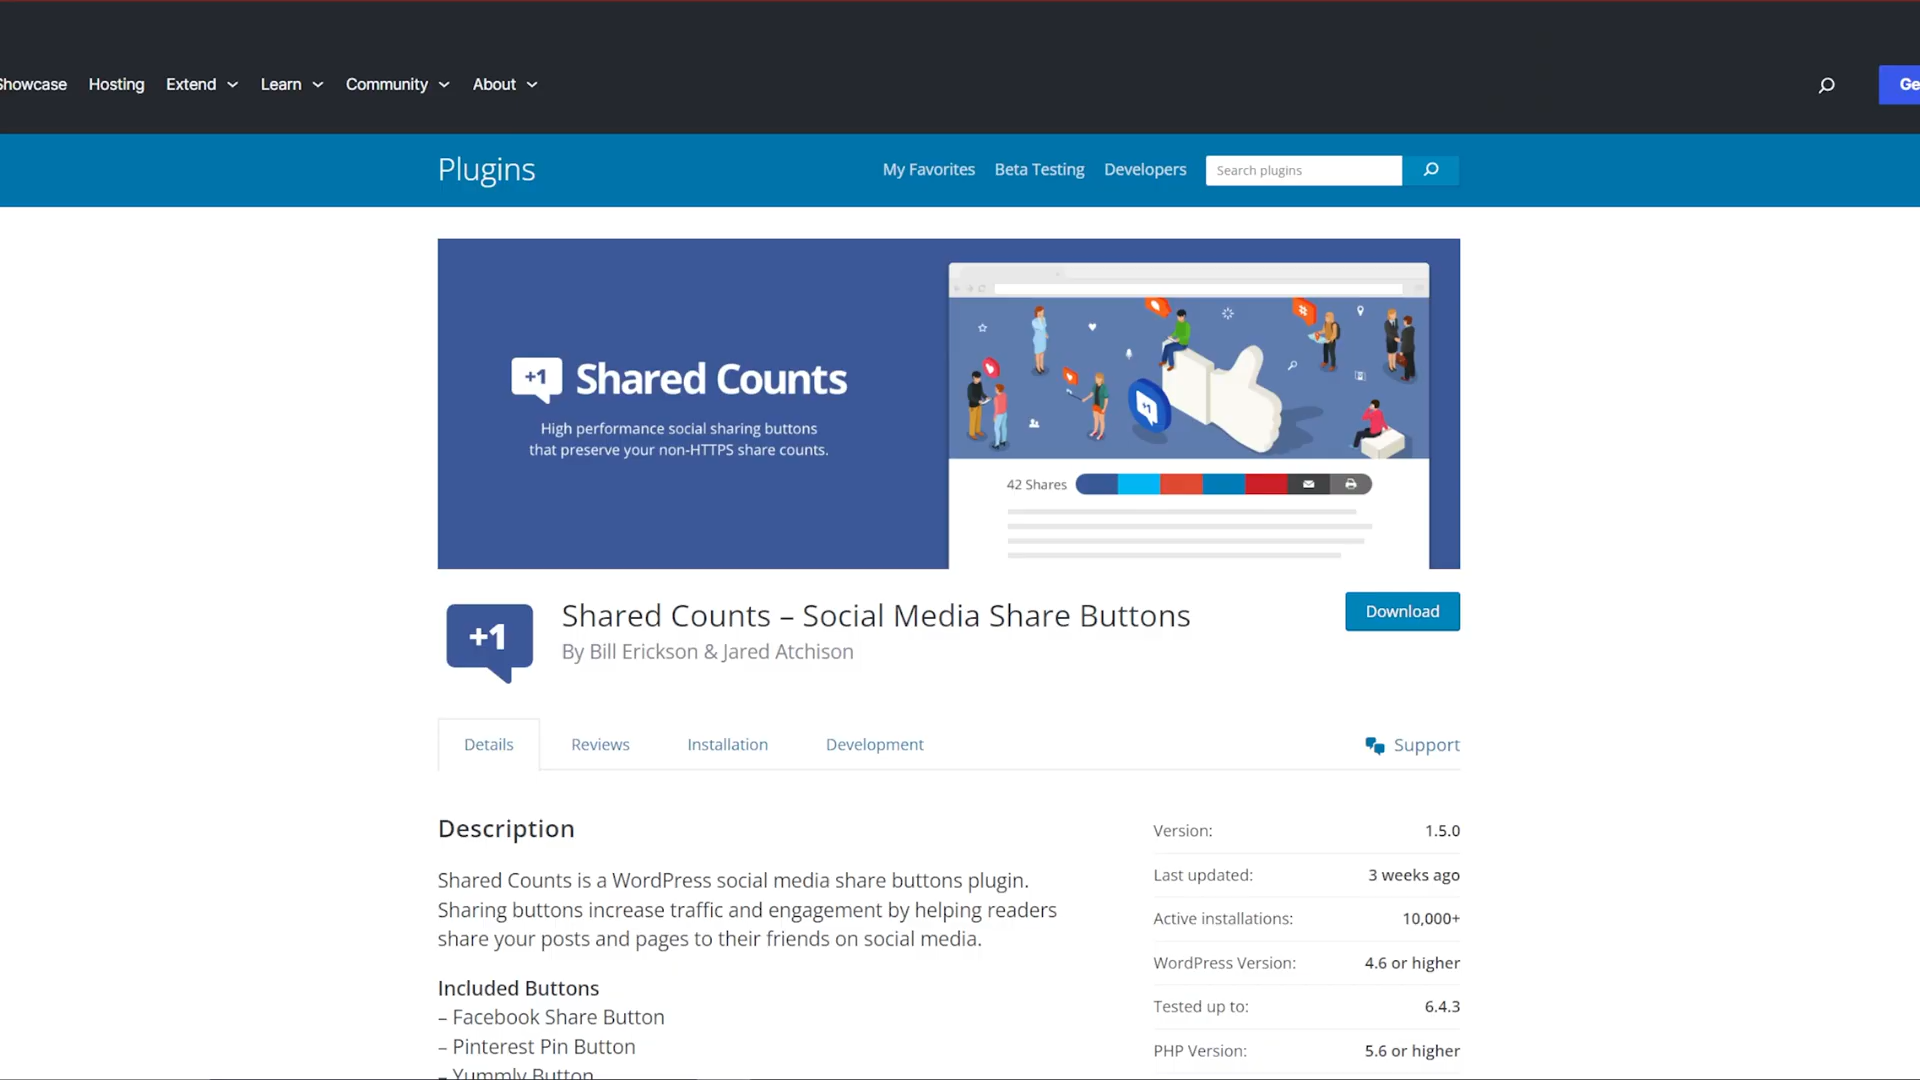 Showcase Hosting Extend Learn Community About
Ge
Plugins
My Favorites Beta Testing Developers Search plugins
+1 Shared Counts
High performance social sharing buttons
that preserve your non-HTTPS share counts.
+1
42 Shares
+1
Shared Counts – Social Media Share Buttons
By Bill Erickson & Jared Atchison
Download
Details Reviews Installation Development
Support
Description
Shared Counts is a WordPress social media share buttons plugin.
Sharing buttons increase traffic and engagement by helping readers
share your posts and pages to their friends on social media.
Included Buttons
– Facebook Share Button
– Pinterest Pin Button
– Yummly Button
Version: 1.5.0
Last updated: 3 weeks ago
Active installations: 10,000+
WordPress Version: 4.6 or higher
Tested up to: 6.4.3
PHP Version: 5.6 or higher